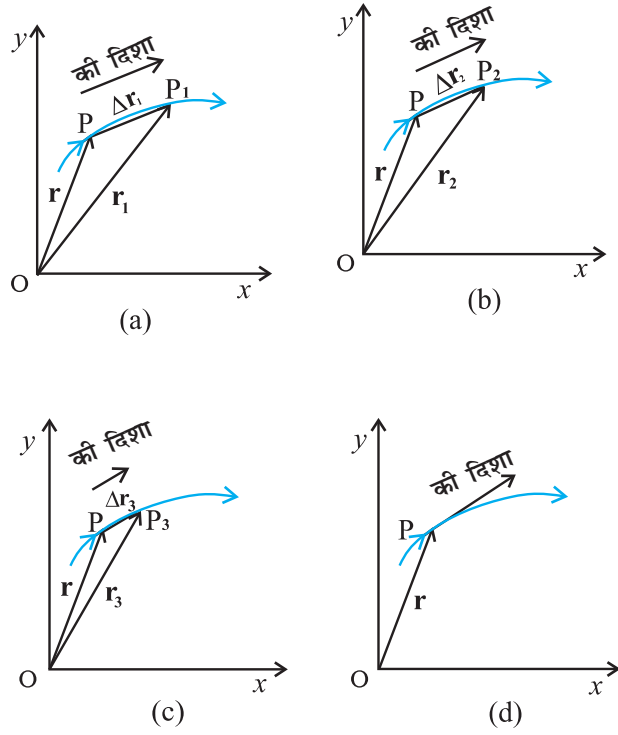 y
की दिशा
Δr₁
P
P₁
r
r₁
O
x
(a)
y
की दिशा
Δr₂
P
P₂
r
r₂
O
x
(b)
y
की दिशा
Δr₃
P
P₃
r
r₃
O
x
(c)
y
की दिशा
P
r
O
x
(d)